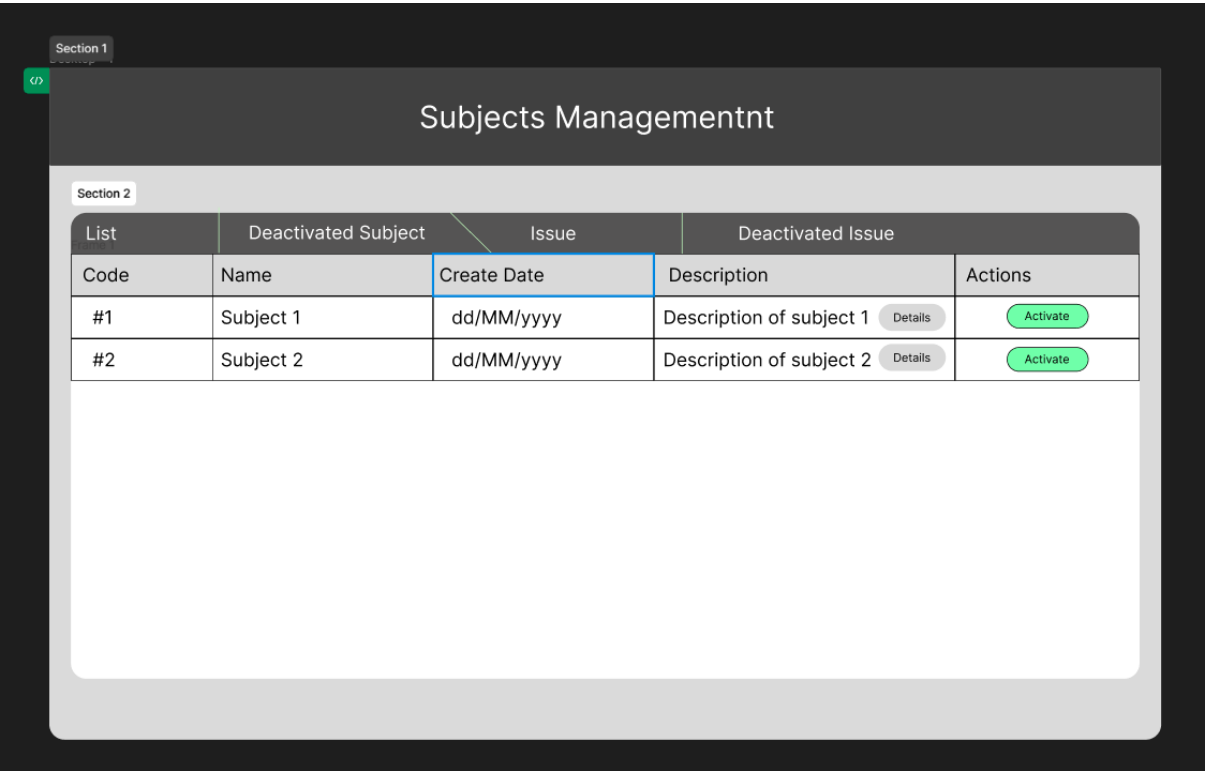 Section 1
</>
Subjects Managementnt
Section 2
List Deactivated Subject Issue Deactivated Issue
Frame 1
Code Name Create Date Description Actions
#1 Subject 1 dd/MM/yyyy Description of subject 1 Details Activate
#2 Subject 2 dd/MM/yyyy Description of subject 2 Details Activate